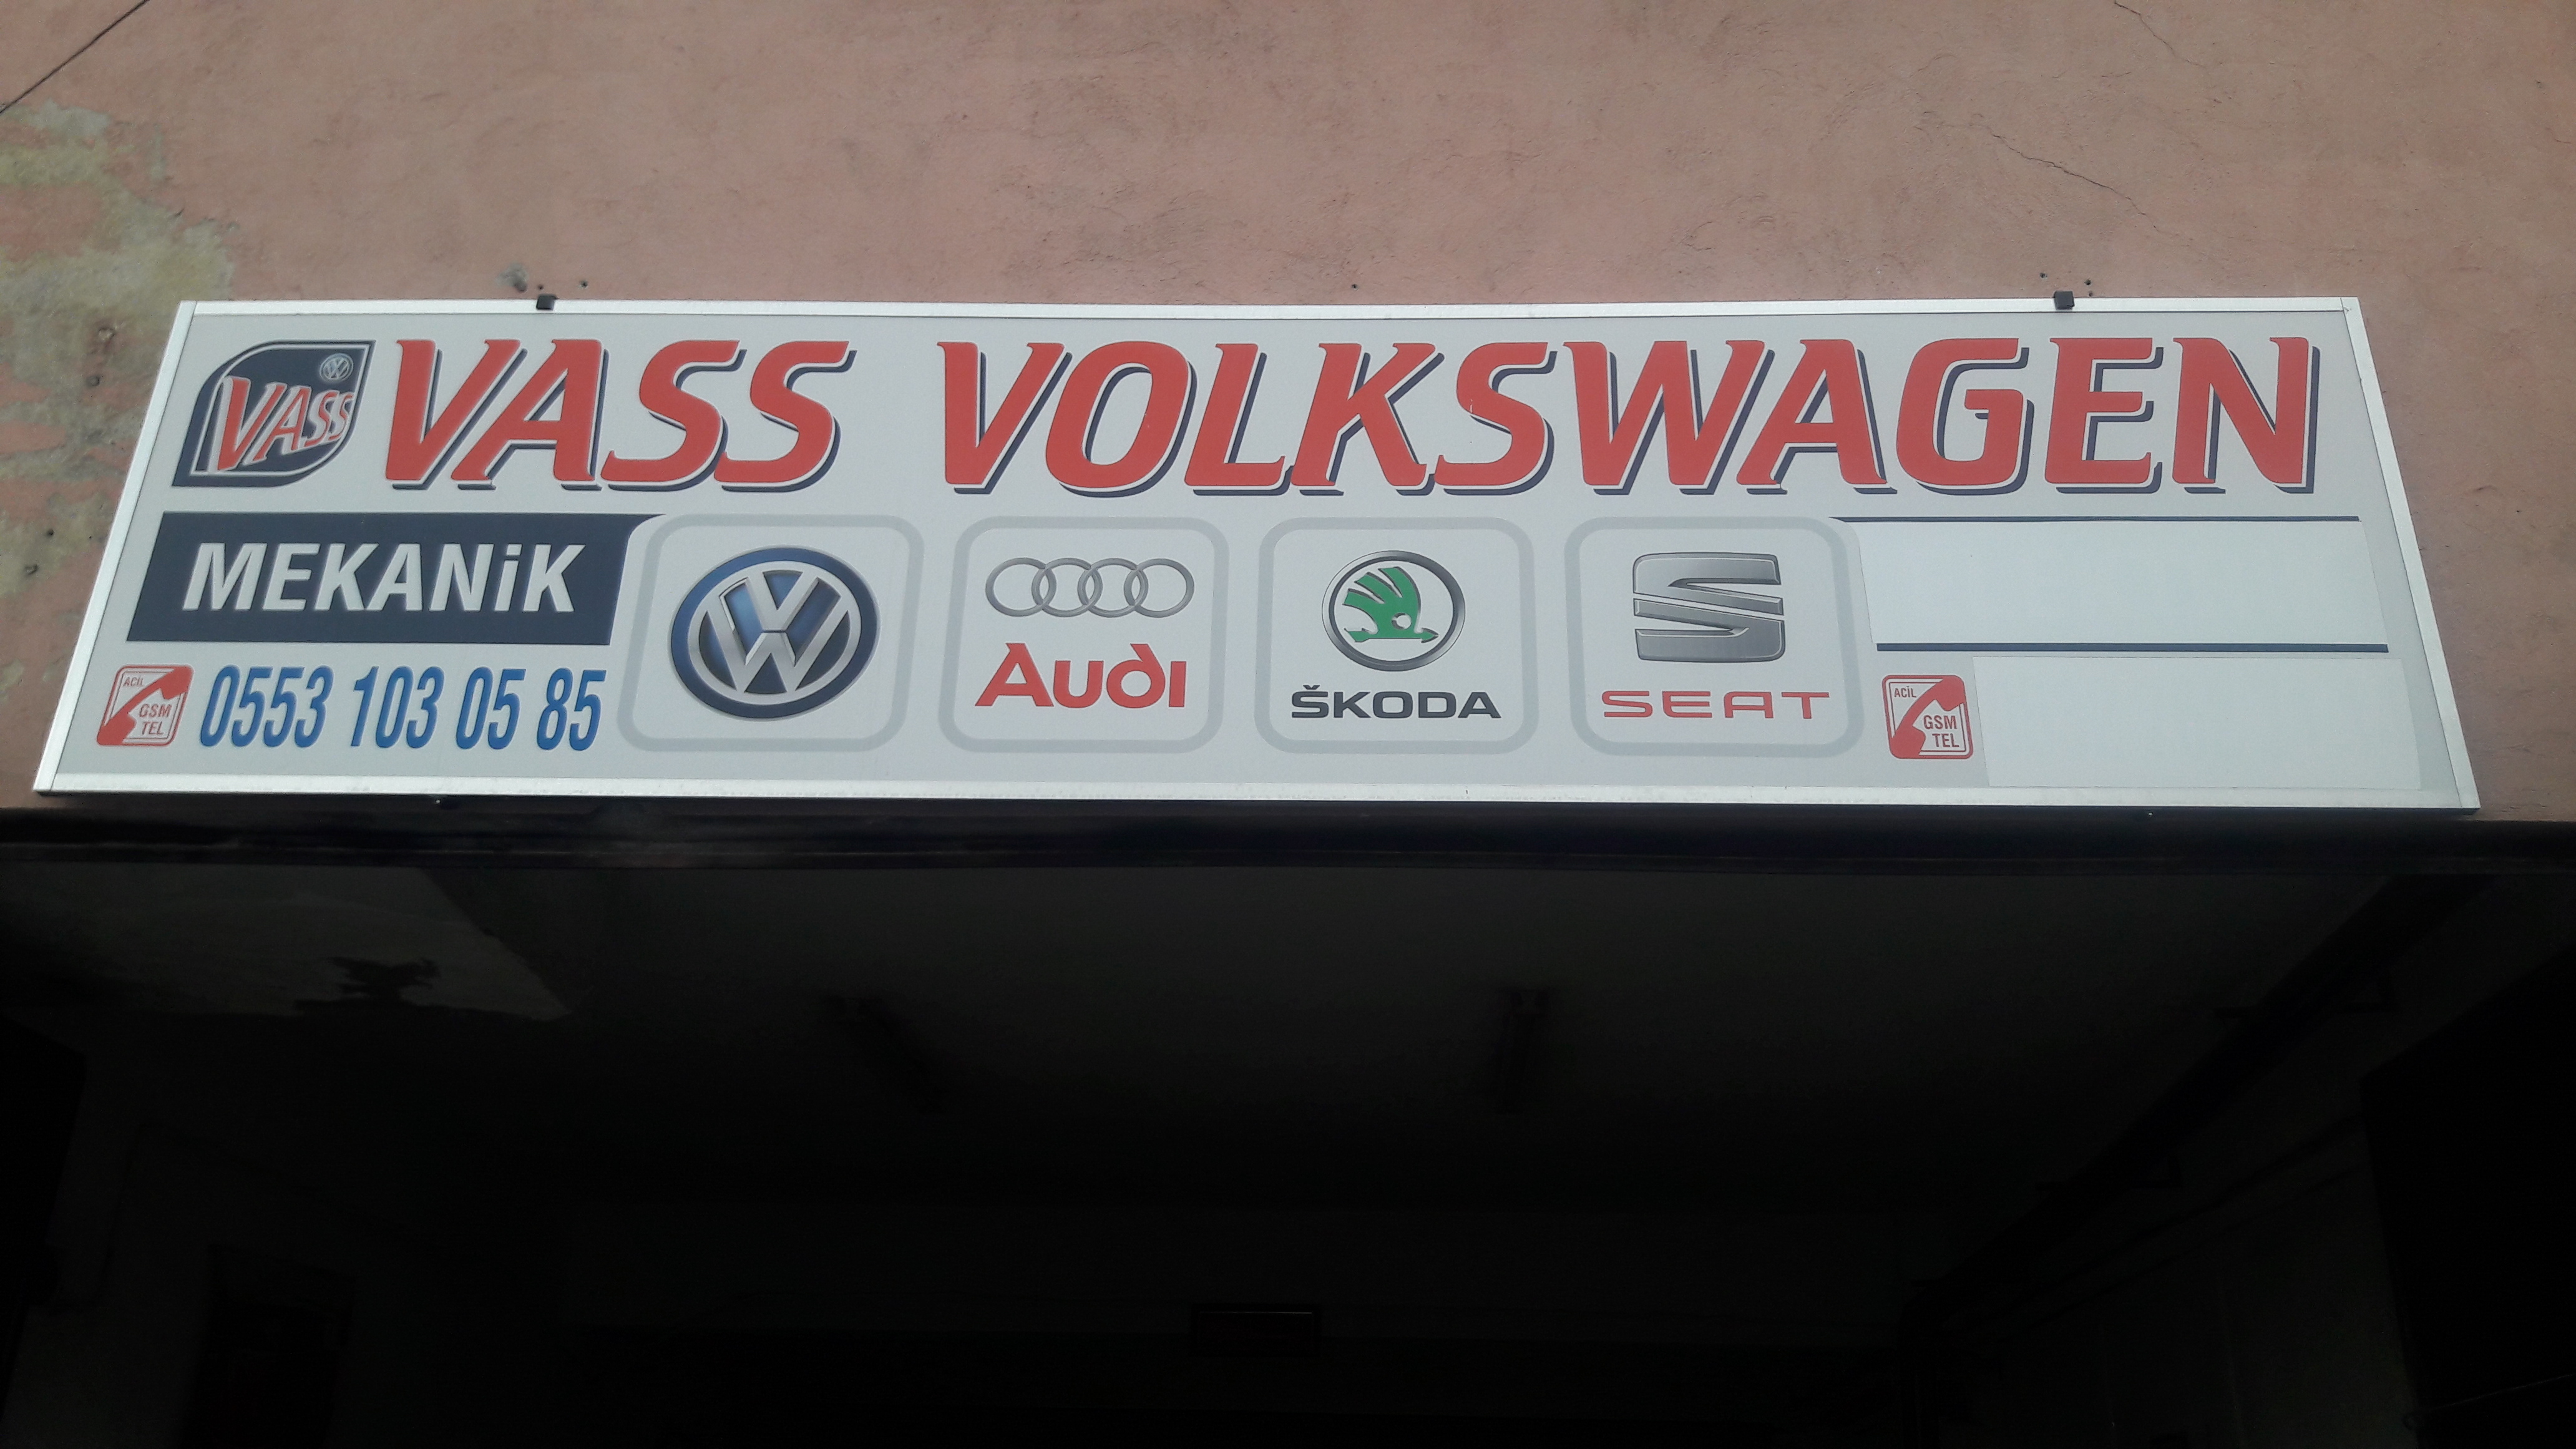 VASS VASS VOLKSWAGEN
MEKANiK
ACİL GSM TEL 0553 103 05 85
Audi
ŠKODA
SEAT
ACİL GSM TEL